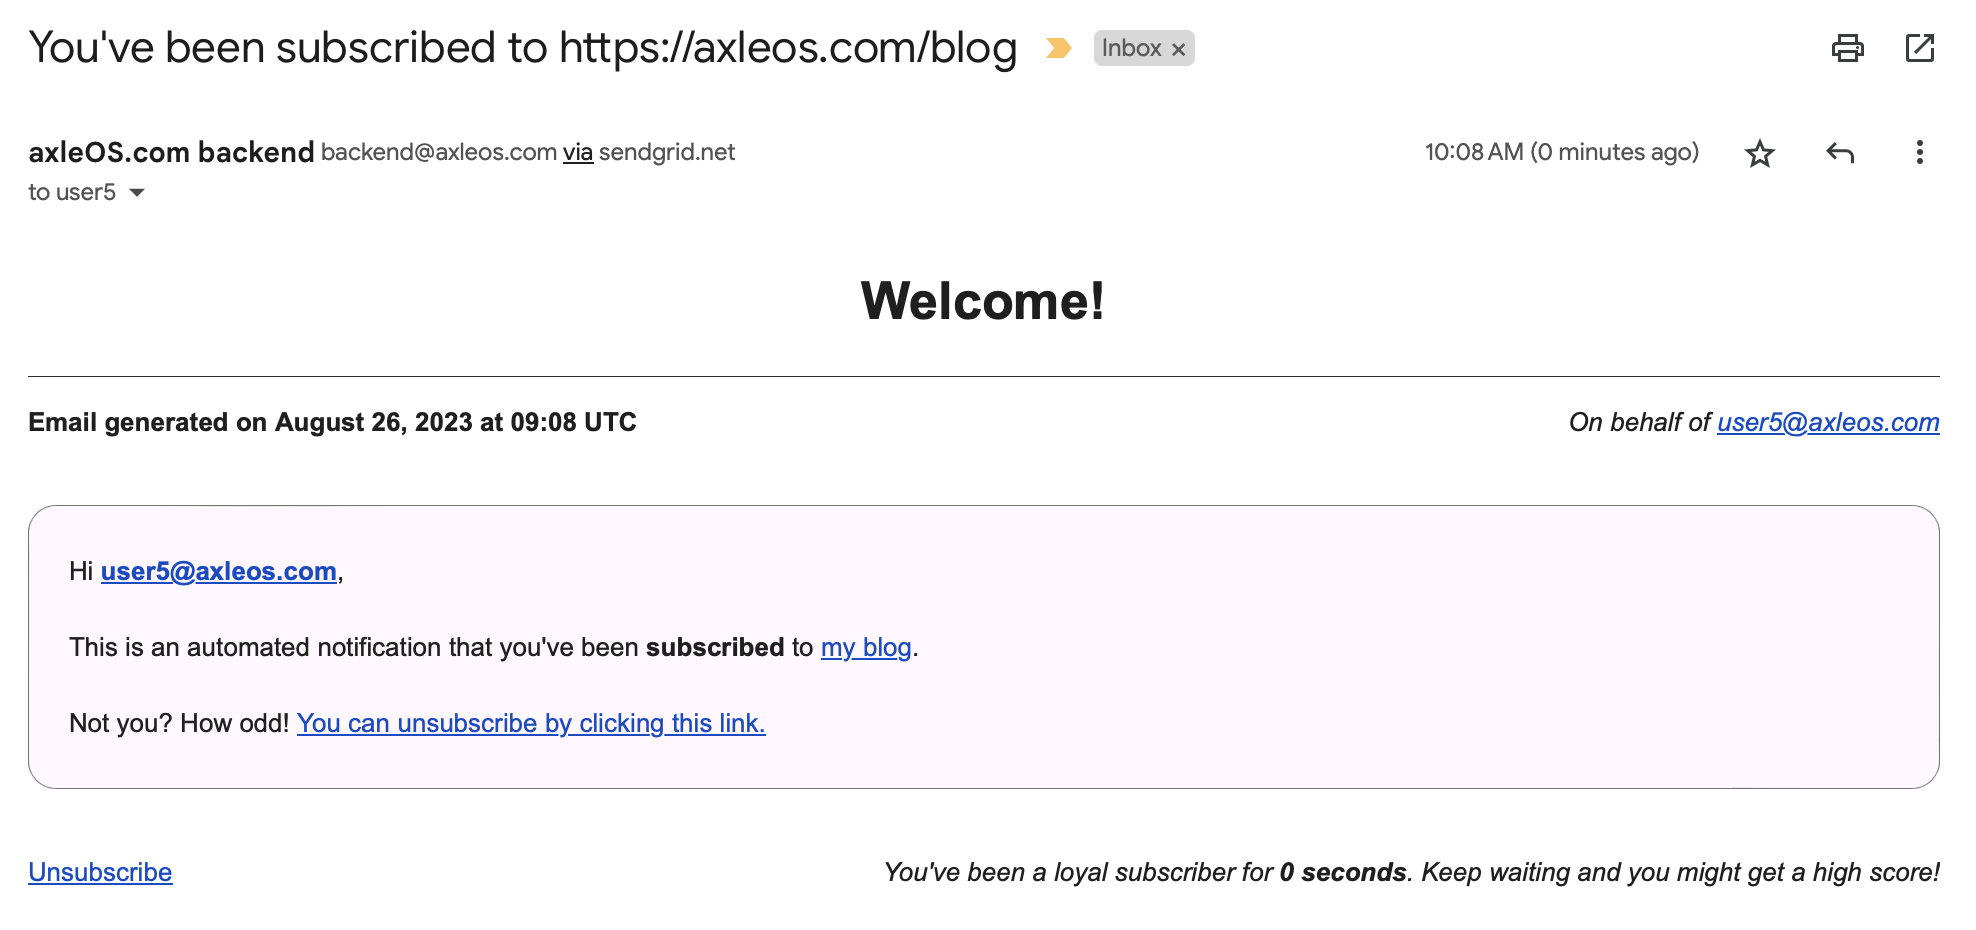 You've been subscribed to https://axleos.com/blog Inbox ×
axleOS.com backend backend@axleos.com via sendgrid.net 10:08 AM (0 minutes ago)
to user5
Welcome!
Email generated on August 26, 2023 at 09:08 UTC On behalf of user5@axleos.com
Hi user5@axleos.com,
This is an automated notification that you've been subscribed to my blog.
Not you? How odd! You can unsubscribe by clicking this link.
Unsubscribe You've been a loyal subscriber for 0 seconds. Keep waiting and you might get a high score!